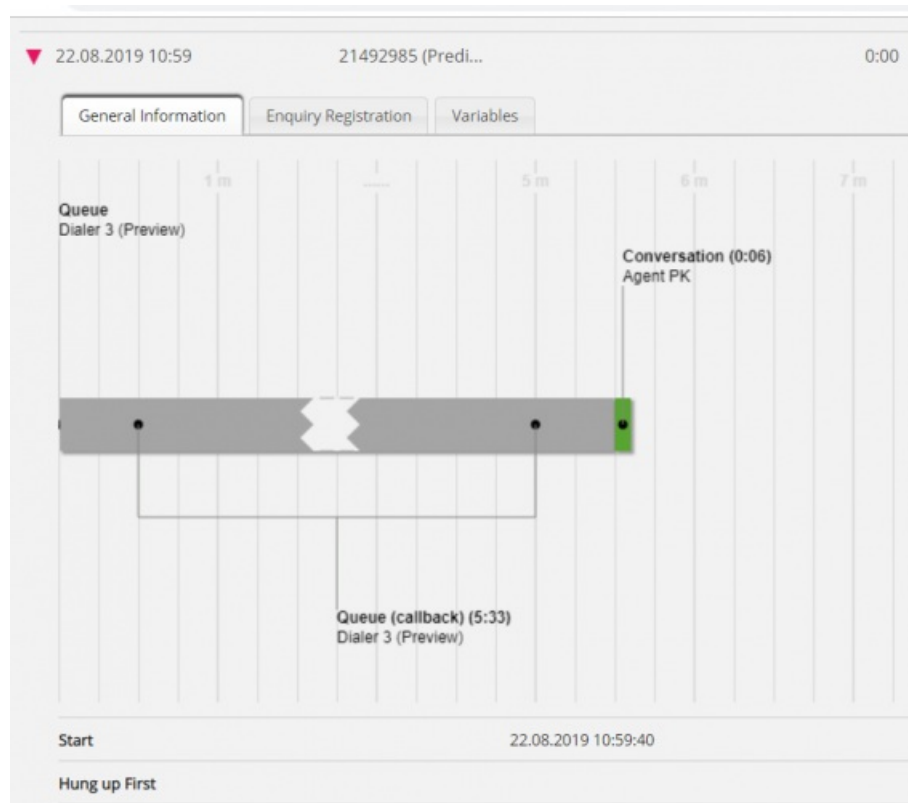 22.08.2019 10:59 21492985 (Predi... 0:00
General Information Enquiry Registration Variables
1 m ...... 5 m 6 m 7 m
Queue
Dialer 3 (Preview)
Conversation (0:06)
Agent PK
Queue (callback) (5:33)
Dialer 3 (Preview)
Start 22.08.2019 10:59:40
Hung up First